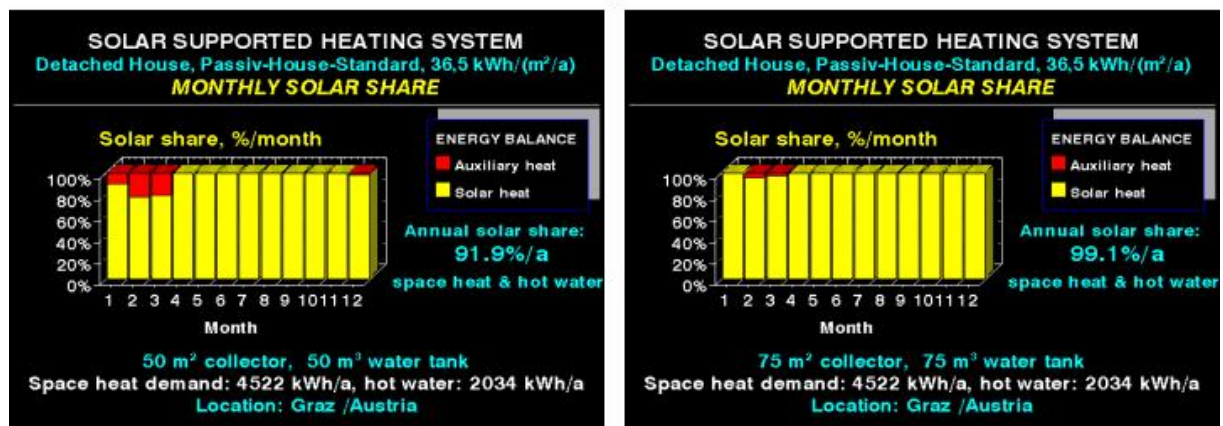 SOLAR SUPPORTED HEATING SYSTEM
Detached House, Passiv-House-Standard, 36,5 kWh/(m²/a)
MONTHLY SOLAR SHARE
Solar share, %/month
ENERGY BALANCE
Auxiliary heat
Solar heat
100%
80%
60%
40%
20%
0%
1 2 3 4 5 6 7 8 9 10 11 12
Month
Annual solar share:
91.9%/a
space heat & hot water
50 m² collector, 50 m³ water tank
Space heat demand: 4522 kWh/a, hot water: 2034 kWh/a
Location: Graz /Austria
SOLAR SUPPORTED HEATING SYSTEM
Detached House, Passiv-House-Standard, 36,5 kWh/(m²/a)
MONTHLY SOLAR SHARE
Solar share, %/month
ENERGY BALANCE
Auxiliary heat
Solar heat
100%
80%
60%
40%
20%
0%
1 2 3 4 5 6 7 8 9 10 11 12
Month
Annual solar share:
99.1%/a
space heat & hot water
75 m² collector, 75 m³ water tank
Space heat demand: 4522 kWh/a, hot water: 2034 kWh/a
Location: Graz /Austria